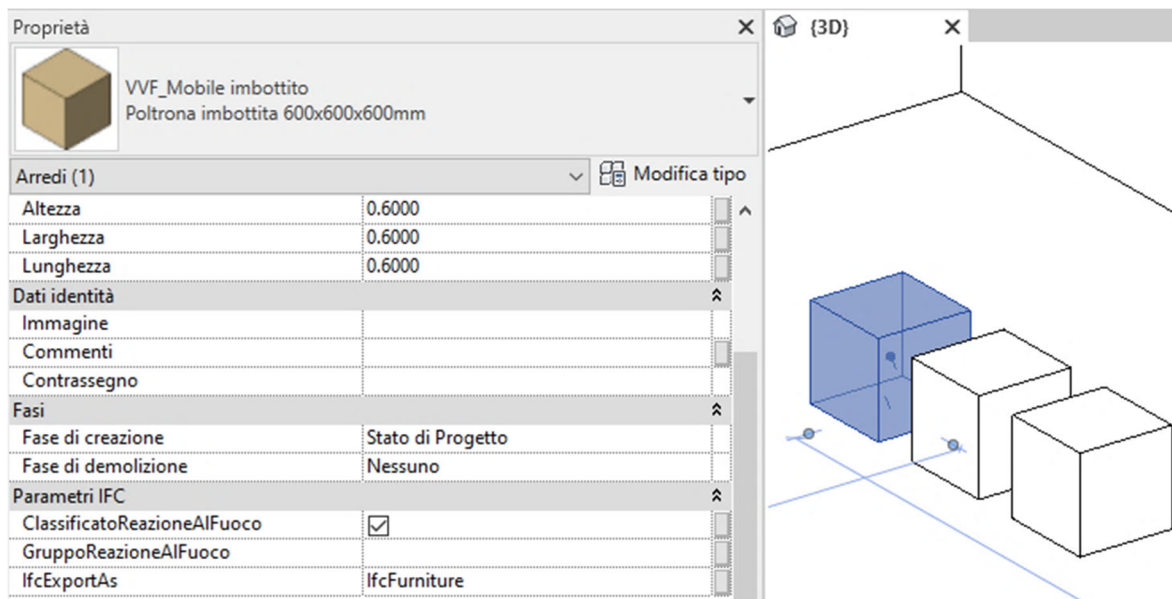 Proprietà
{3D}
VVF_Mobile imbottito
Poltrona imbottita 600x600x600mm
Arredi (1)
Modifica tipo
Altezza 0.6000
Larghezza 0.6000
Lunghezza 0.6000
Dati identità
Immagine
Commenti
Contrassegno
Fasi
Fase di creazione Stato di Progetto
Fase di demolizione Nessuno
Parametri IFC
ClassificatoReazioneAlFuoco
GruppoReazioneAlFuoco
IfcExportAs IfcFurniture